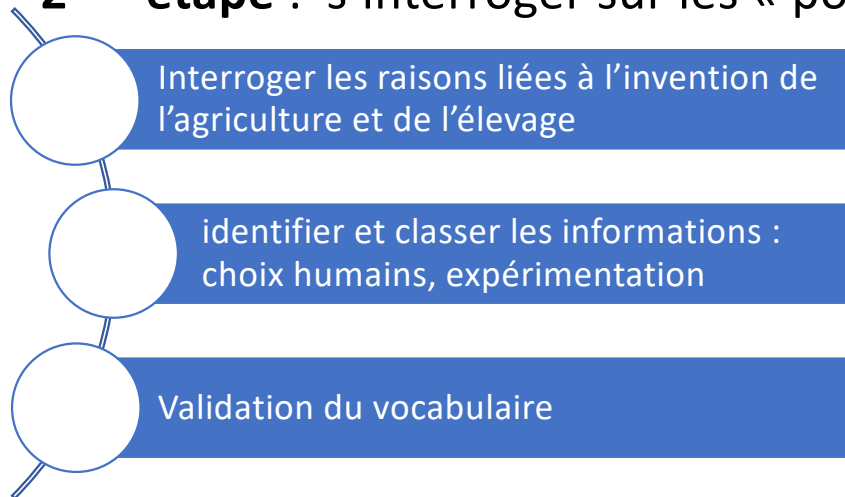 2 étape : s'interroger sur les « po
Interroger les raisons liées à l'invention de
l'agriculture et de l'élevage
identifier et classer les informations :
choix humains, expérimentation
Validation du vocabulaire